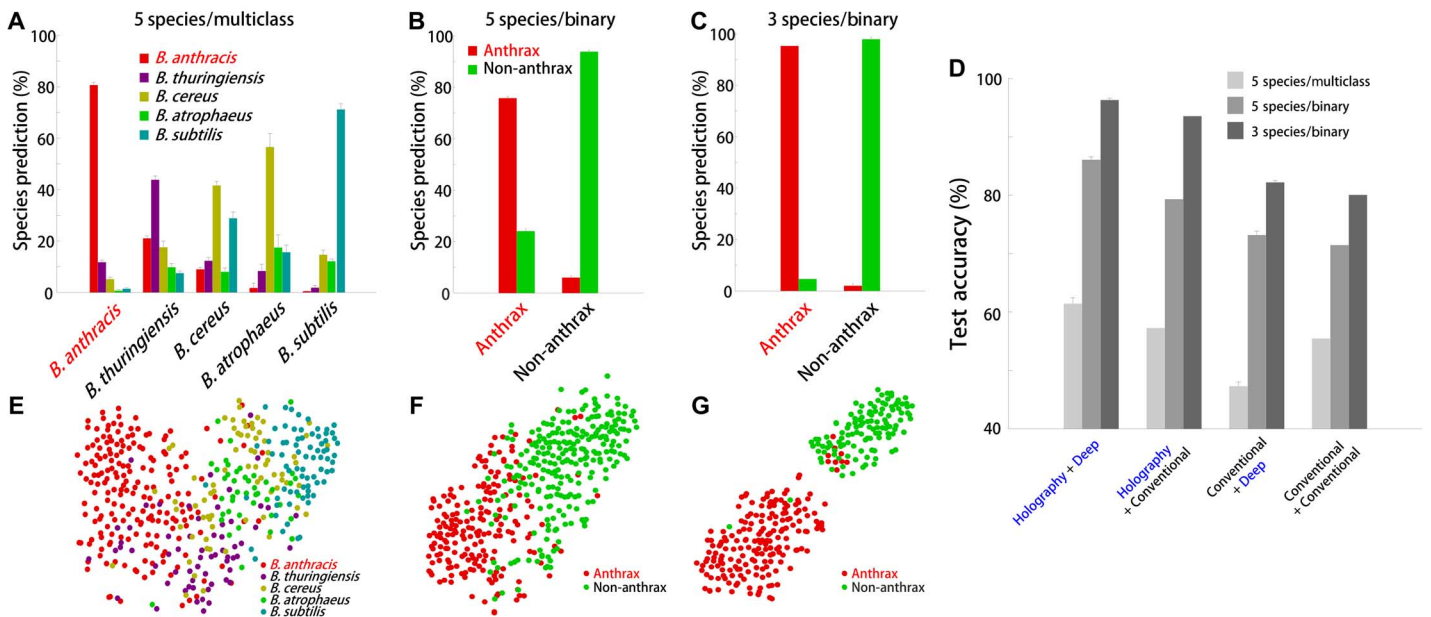 A
5 species/multiclass
Species prediction (%)
100
80
60
40
20
0
B. anthracis
B. thuringiensis
B. cereus
B. atrophaeus
B. subtilis
B. anthracis
B. thuringiensis
B. cereus
B. atrophaeus
B. subtilis
B
5 species/binary
Species prediction (%)
100
80
60
40
20
0
Anthrax
Non-anthrax
Anthrax
Non-anthrax
C
3 species/binary
Species prediction (%)
100
80
60
40
20
0
Anthrax
Non-anthrax
D
Test accuracy (%)
100
80
60
40
5 species/multiclass
5 species/binary
3 species/binary
Holography + Deep
Holography
+ Conventional
Conventional
+ Deep
Conventional
+ Conventional
E
B. anthracis
B. thuringiensis
B. cereus
B. atrophaeus
B. subtilis
F
Anthrax
Non-anthrax
G
Anthrax
Non-anthrax